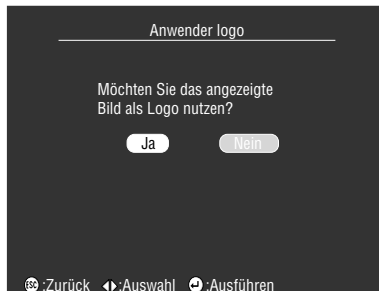 Anwender logo
Möchten Sie das angezeigte
Bild als Logo nutzen?
Ja Nein
ESC :Zurück :Auswahl :Ausführen